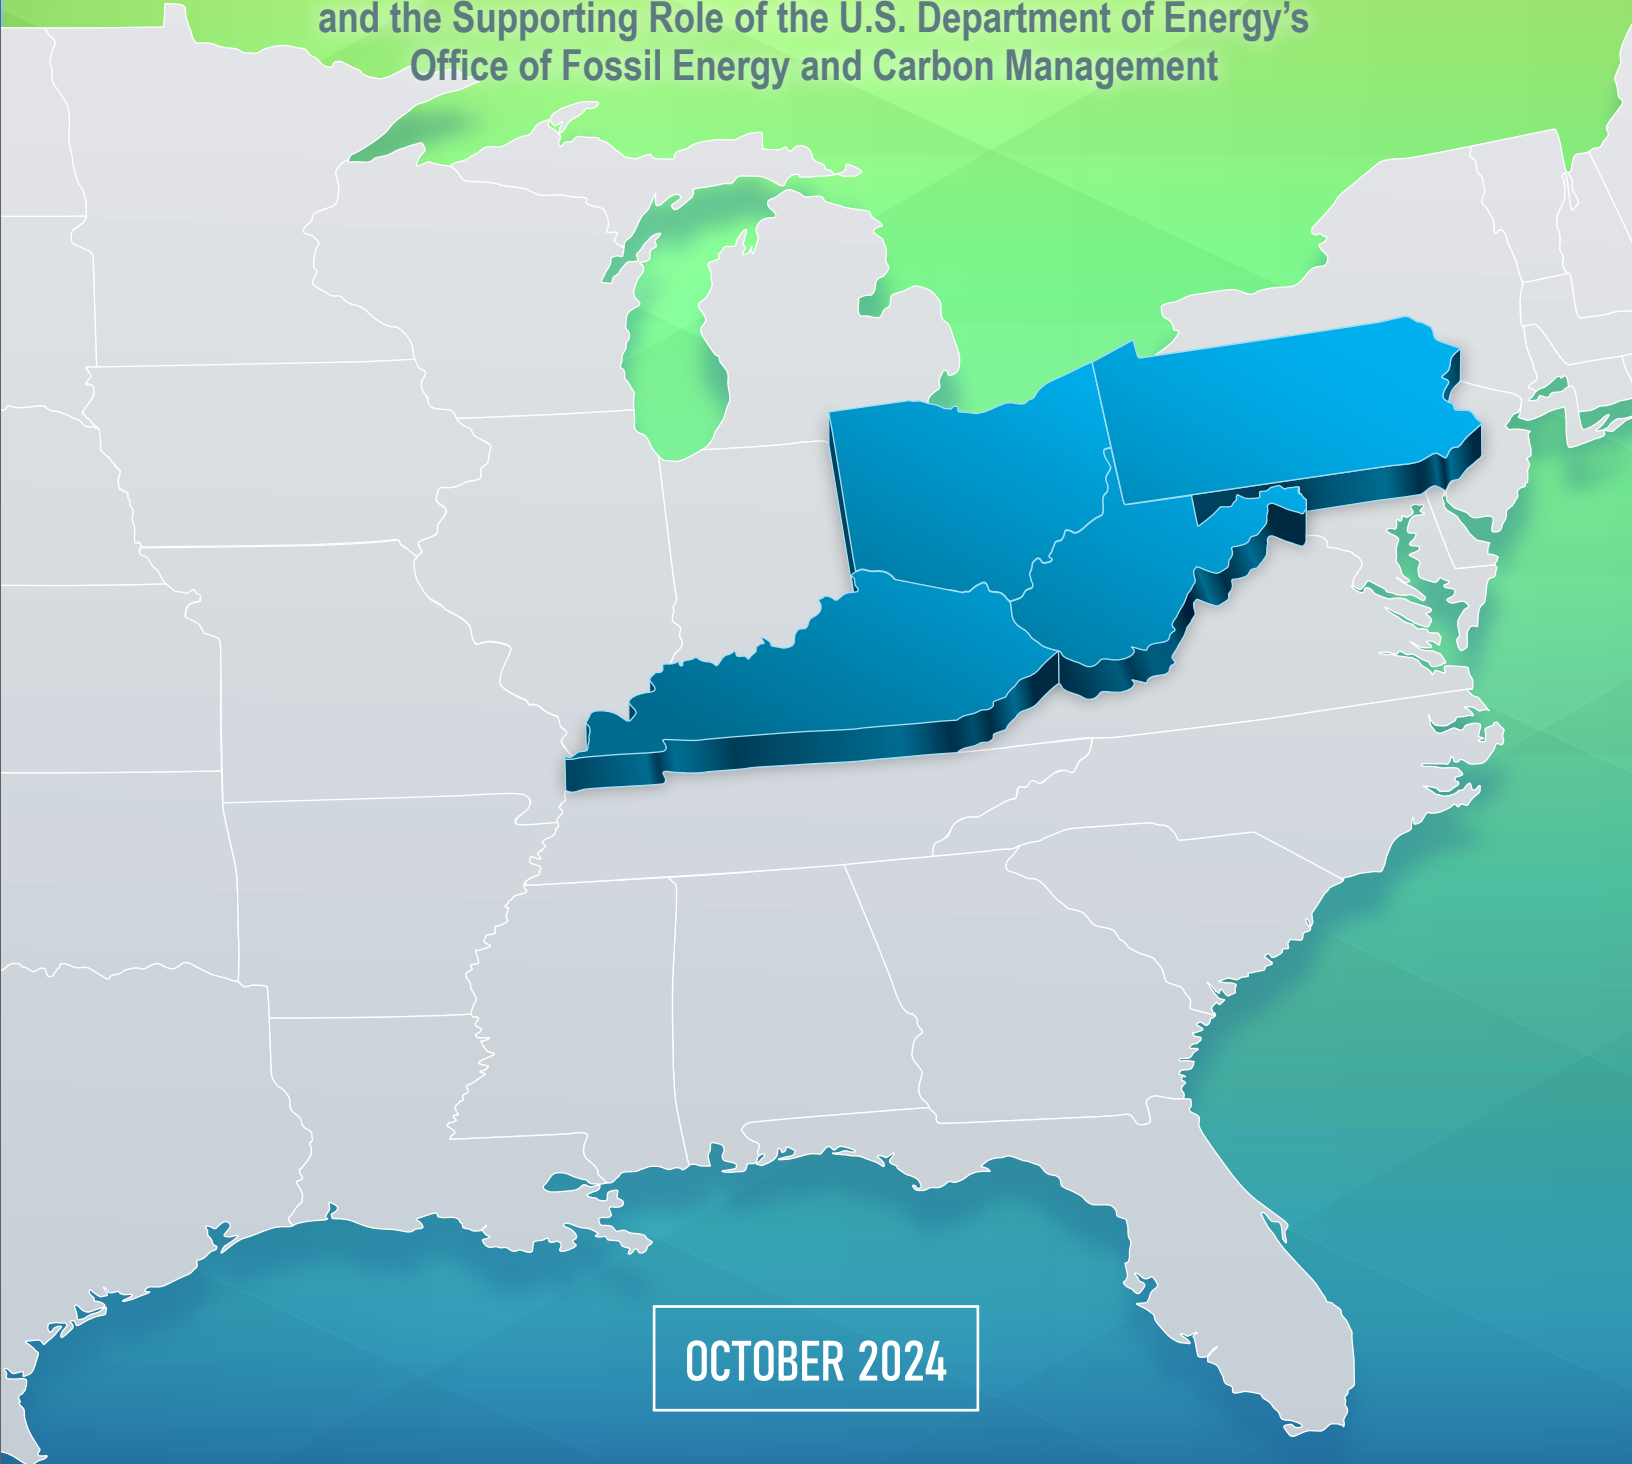 and the Supporting Role of the U.S. Department of Energy’s
Office of Fossil Energy and Carbon Management
OCTOBER 2024